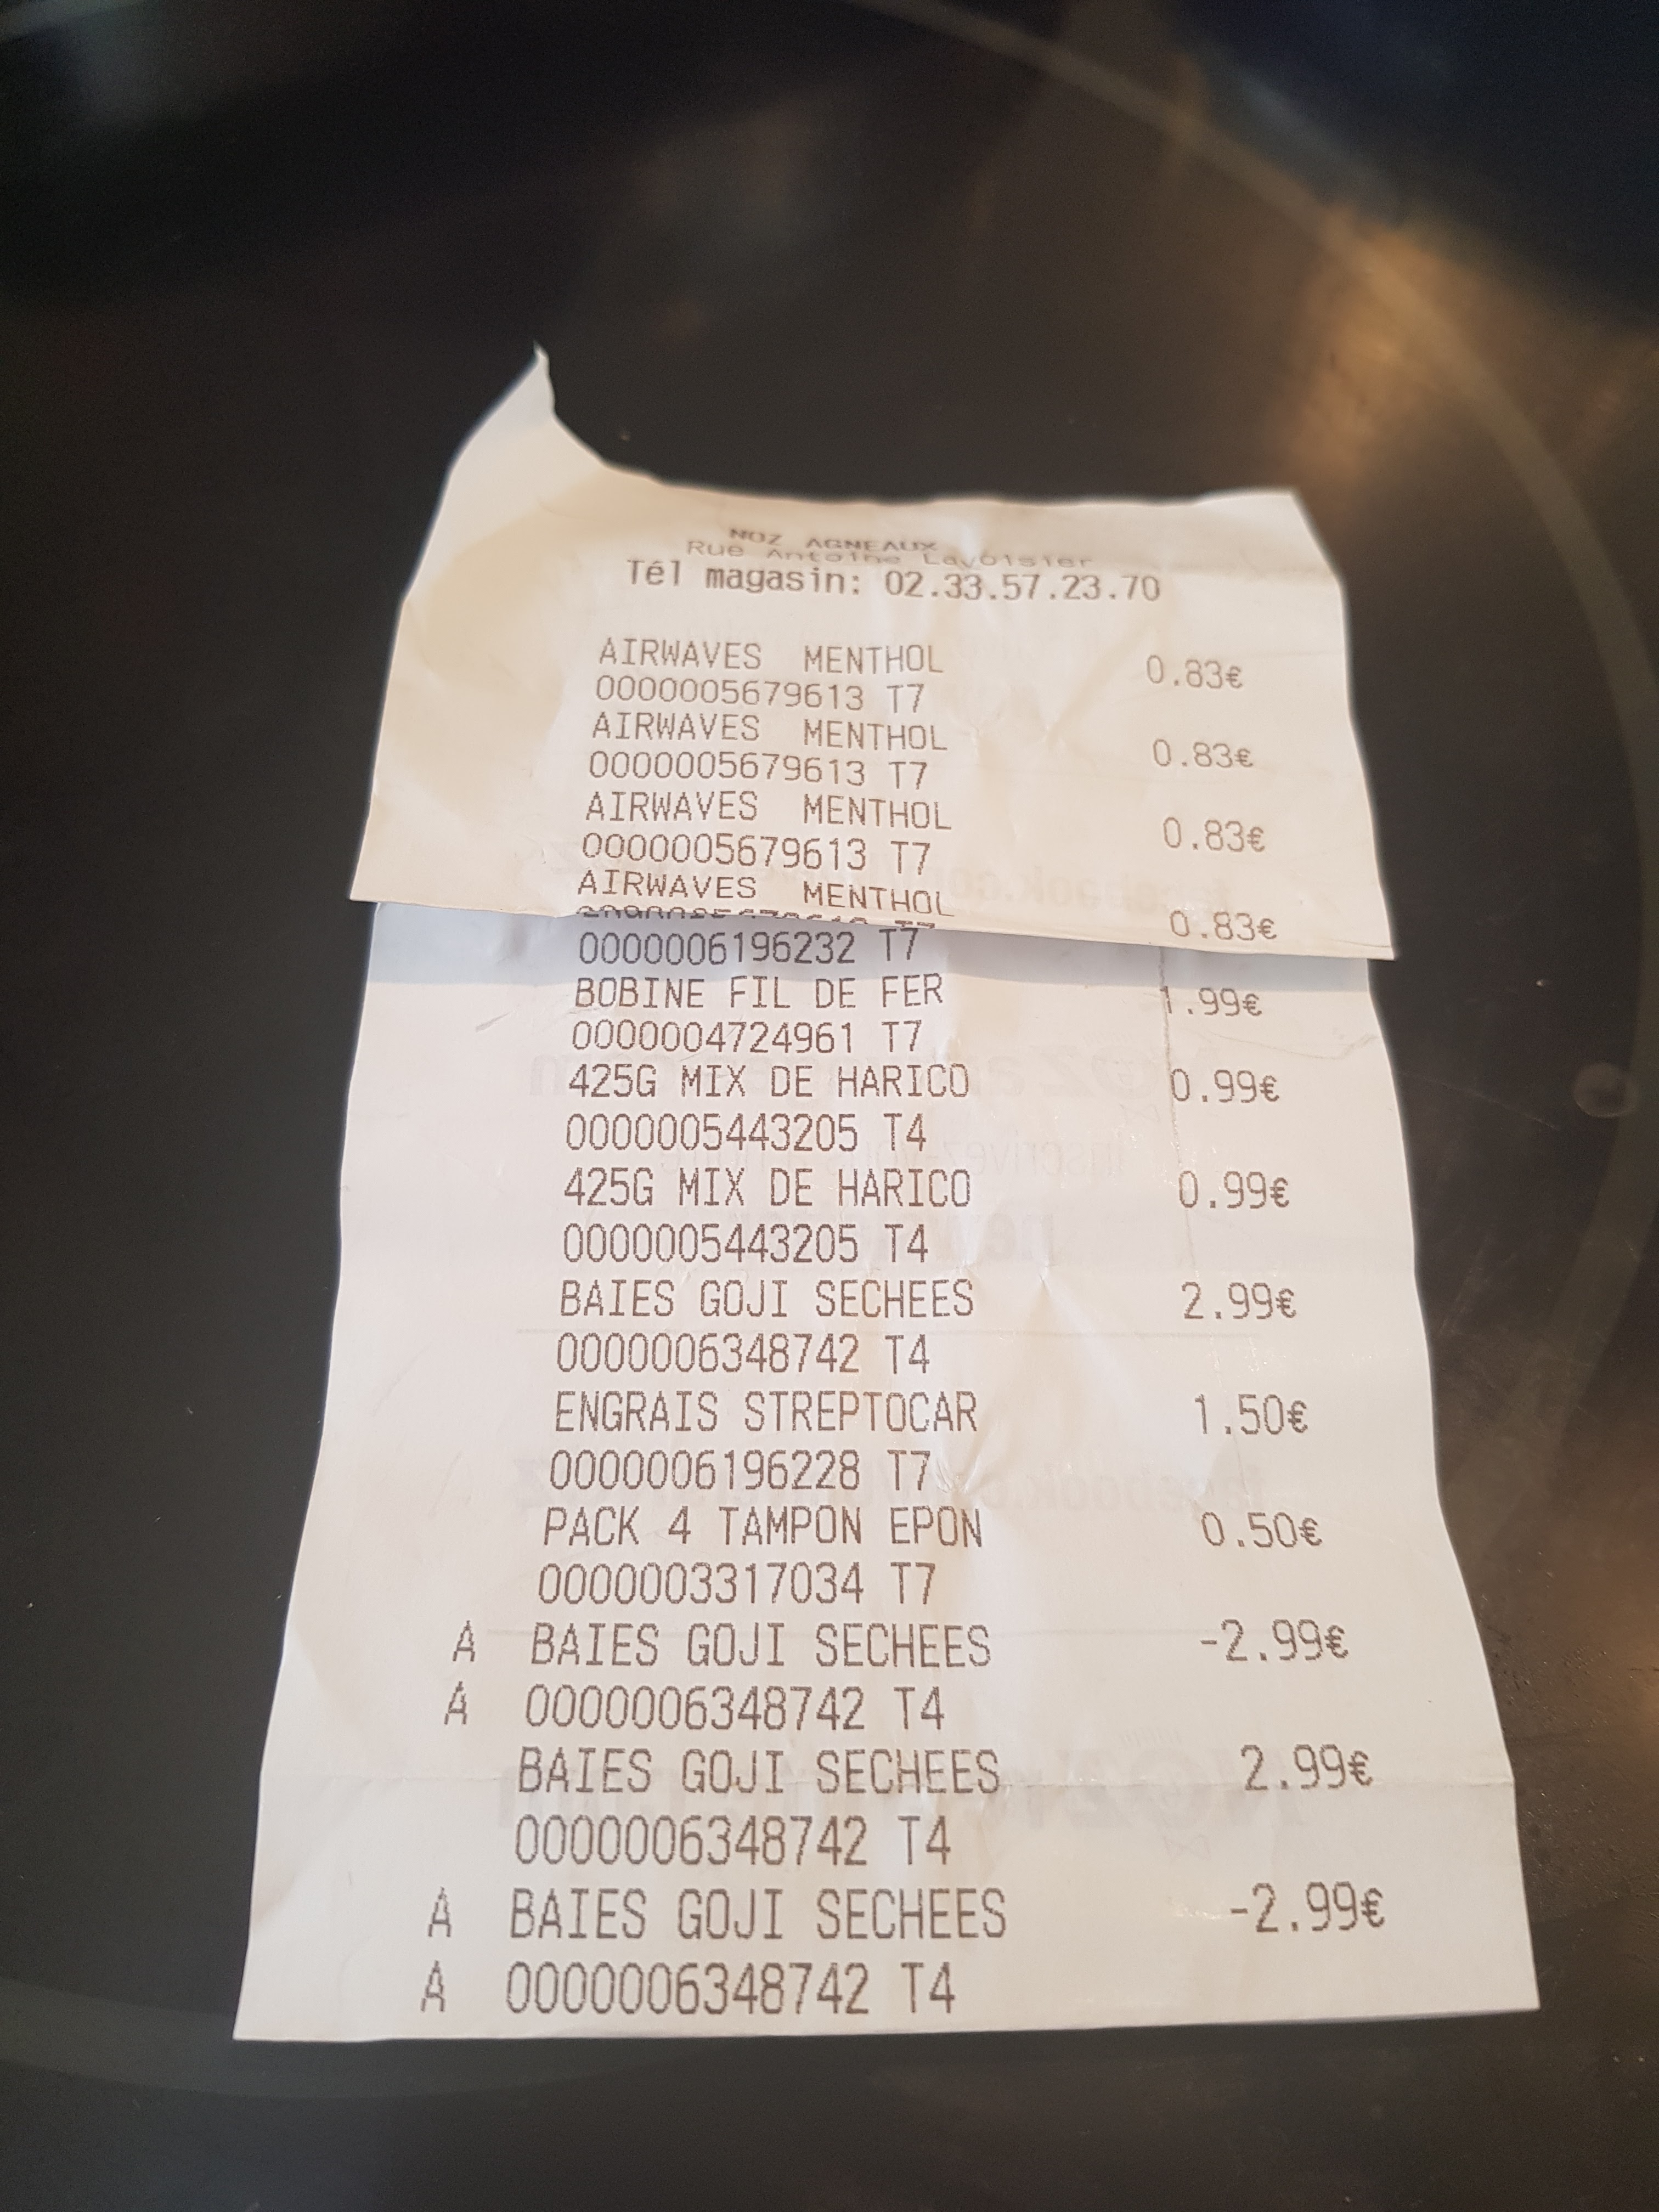 NOZ AGNEAUX
Rue Antoine Lavoisier
Tél magasin: 02.33.57.23.70
AIRWAVES MENTHOL 0.83€
0000005679613 T7
AIRWAVES MENTHOL 0.83€
0000005679613 T7
AIRWAVES MENTHOL 0.83€
0000005679613 T7
AIRWAVES MENTHOL 0.83€
0000006196232 T7
BOBINE FIL DE FER 1.99€
0000004724961 T7
425G MIX DE HARICO 0.99€
0000005443205 T4
425G MIX DE HARICO 0.99€
0000005443205 T4
BAIES GOJI SECHEES 2.99€
0000006348742 T4
ENGRAIS STREPTOCAR 1.50€
0000006196228 T7
PACK 4 TAMPON EPON 0.50€
0000003317034 T7
A BAIES GOJI SECHEES -2.99€
A 0000006348742 T4
BAIES GOJI SECHEES 2.99€
0000006348742 T4
A BAIES GOJI SECHEES -2.99€
A 0000006348742 T4